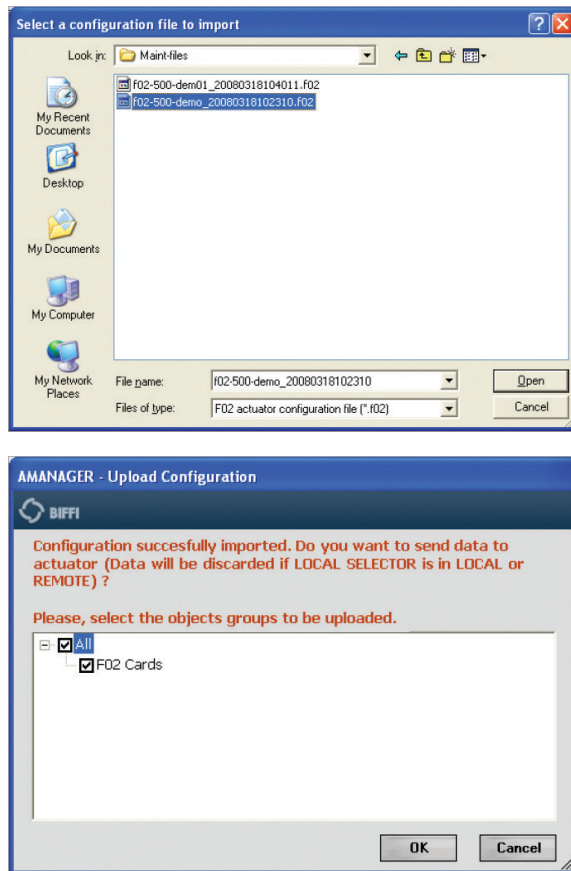 Select a configuration file to import
Look in: Maint-files
f02-500-dem01_20080318104011.f02
f02-500-demo_20080318102310.f02
My Recent
Documents
Desktop
My Documents
My Computer
My Network
Places
File name: f02-500-demo_20080318102310 Open
Files of type: F02 actuator configuration file (*.f02) Cancel
AMANAGER - Upload Configuration
BIFFI
Configuration succesfully imported. Do you want to send data to
actuator (Data will be discarded if LOCAL SELECTOR is in LOCAL or
REMOTE) ?
Please, select the objects groups to be uploaded.
All
F02 Cards
OK Cancel